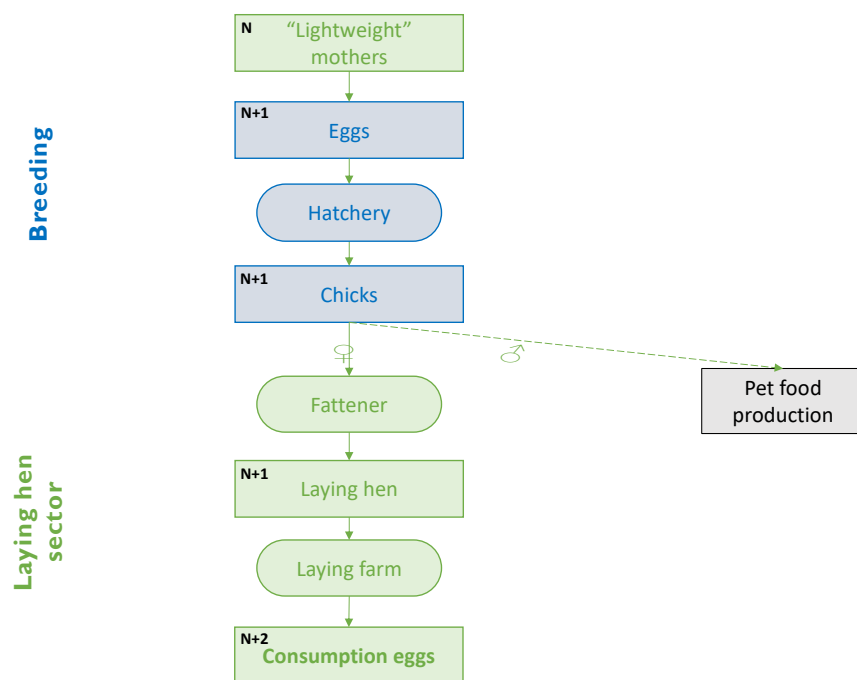 N
“Lightweight”
mothers
N+1
Eggs
Breeding
Hatchery
N+1
Chicks
♀
♂
Fattener
Pet food
production
N+1
Laying hen
Laying hen
sector
Laying farm
N+2
Consumption eggs